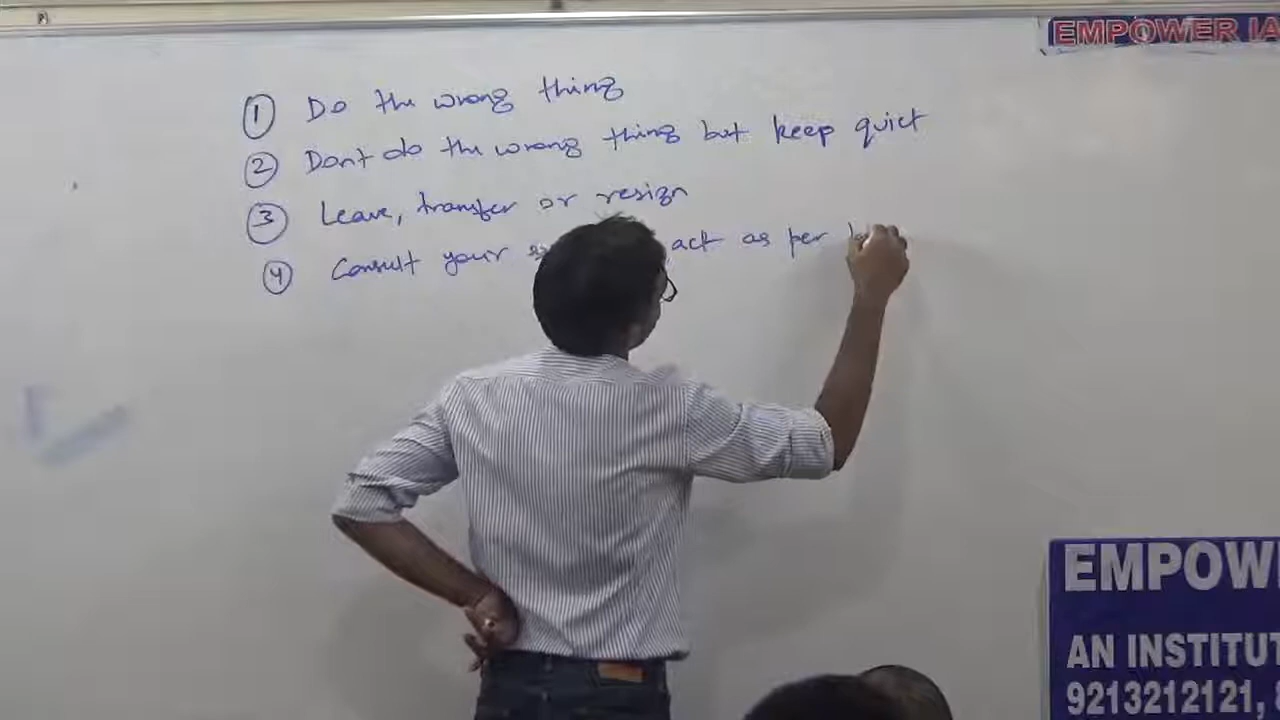 EMPOWER IA
① Do the wrong thing
② Dont do the wrong thing but keep quiet
③ Leave, transfer or resign
④ Consult your act as per
EMPOW
AN INSTITUT
9213212121,